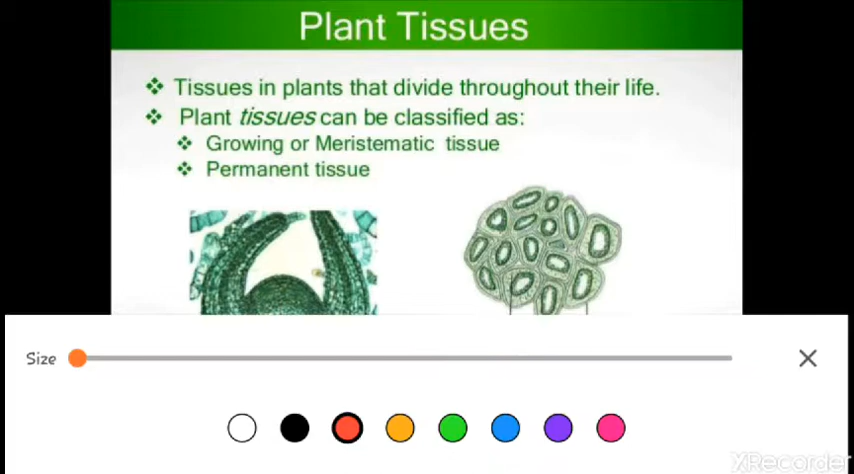 Plant Tissues
❖ Tissues in plants that divide throughout their life.
❖ Plant tissues can be classified as:
❖ Growing or Meristematic tissue
❖ Permanent tissue
Size
XRecorder